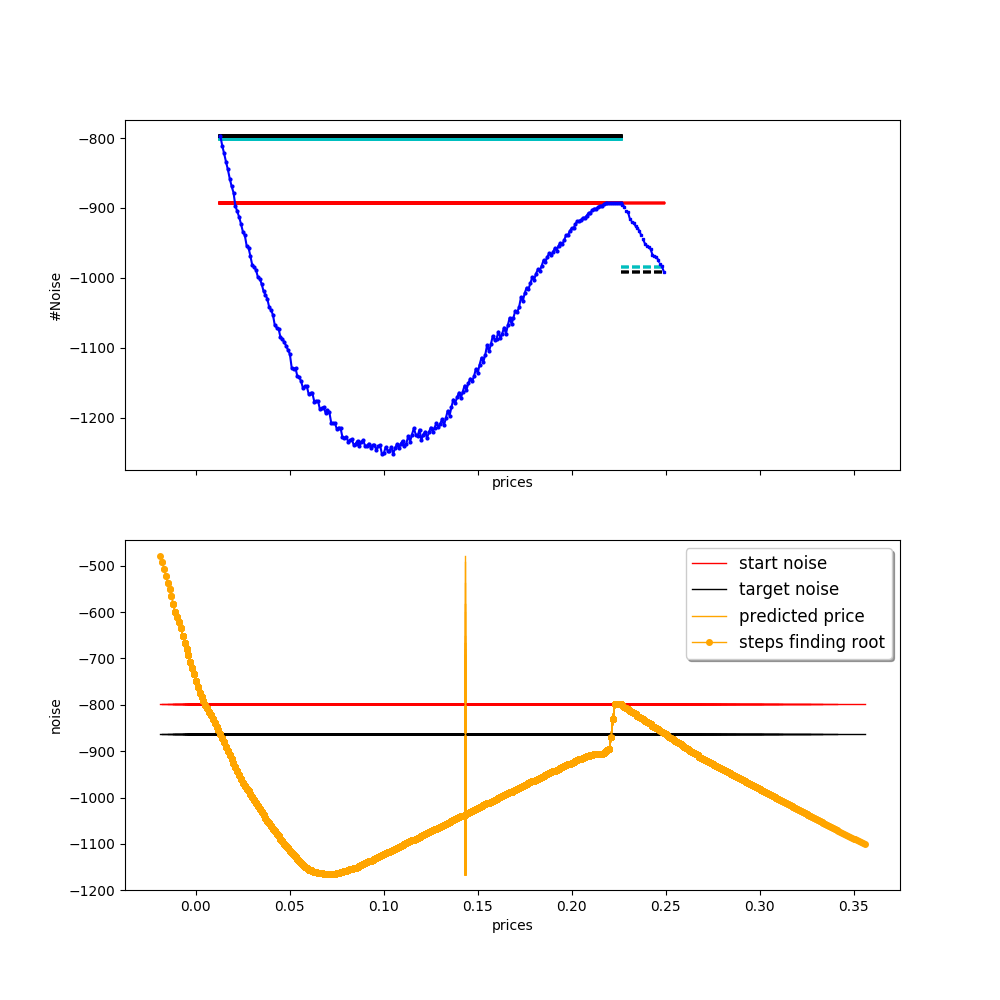 −800
−900
−1000
−1100
−1200
#Noise
prices
−500
−600
−700
−800
−900
−1000
−1100
−1200
noise
start noise
target noise
predicted price
steps finding root
0.00 0.05 0.10 0.15 0.20 0.25 0.30 0.35
prices